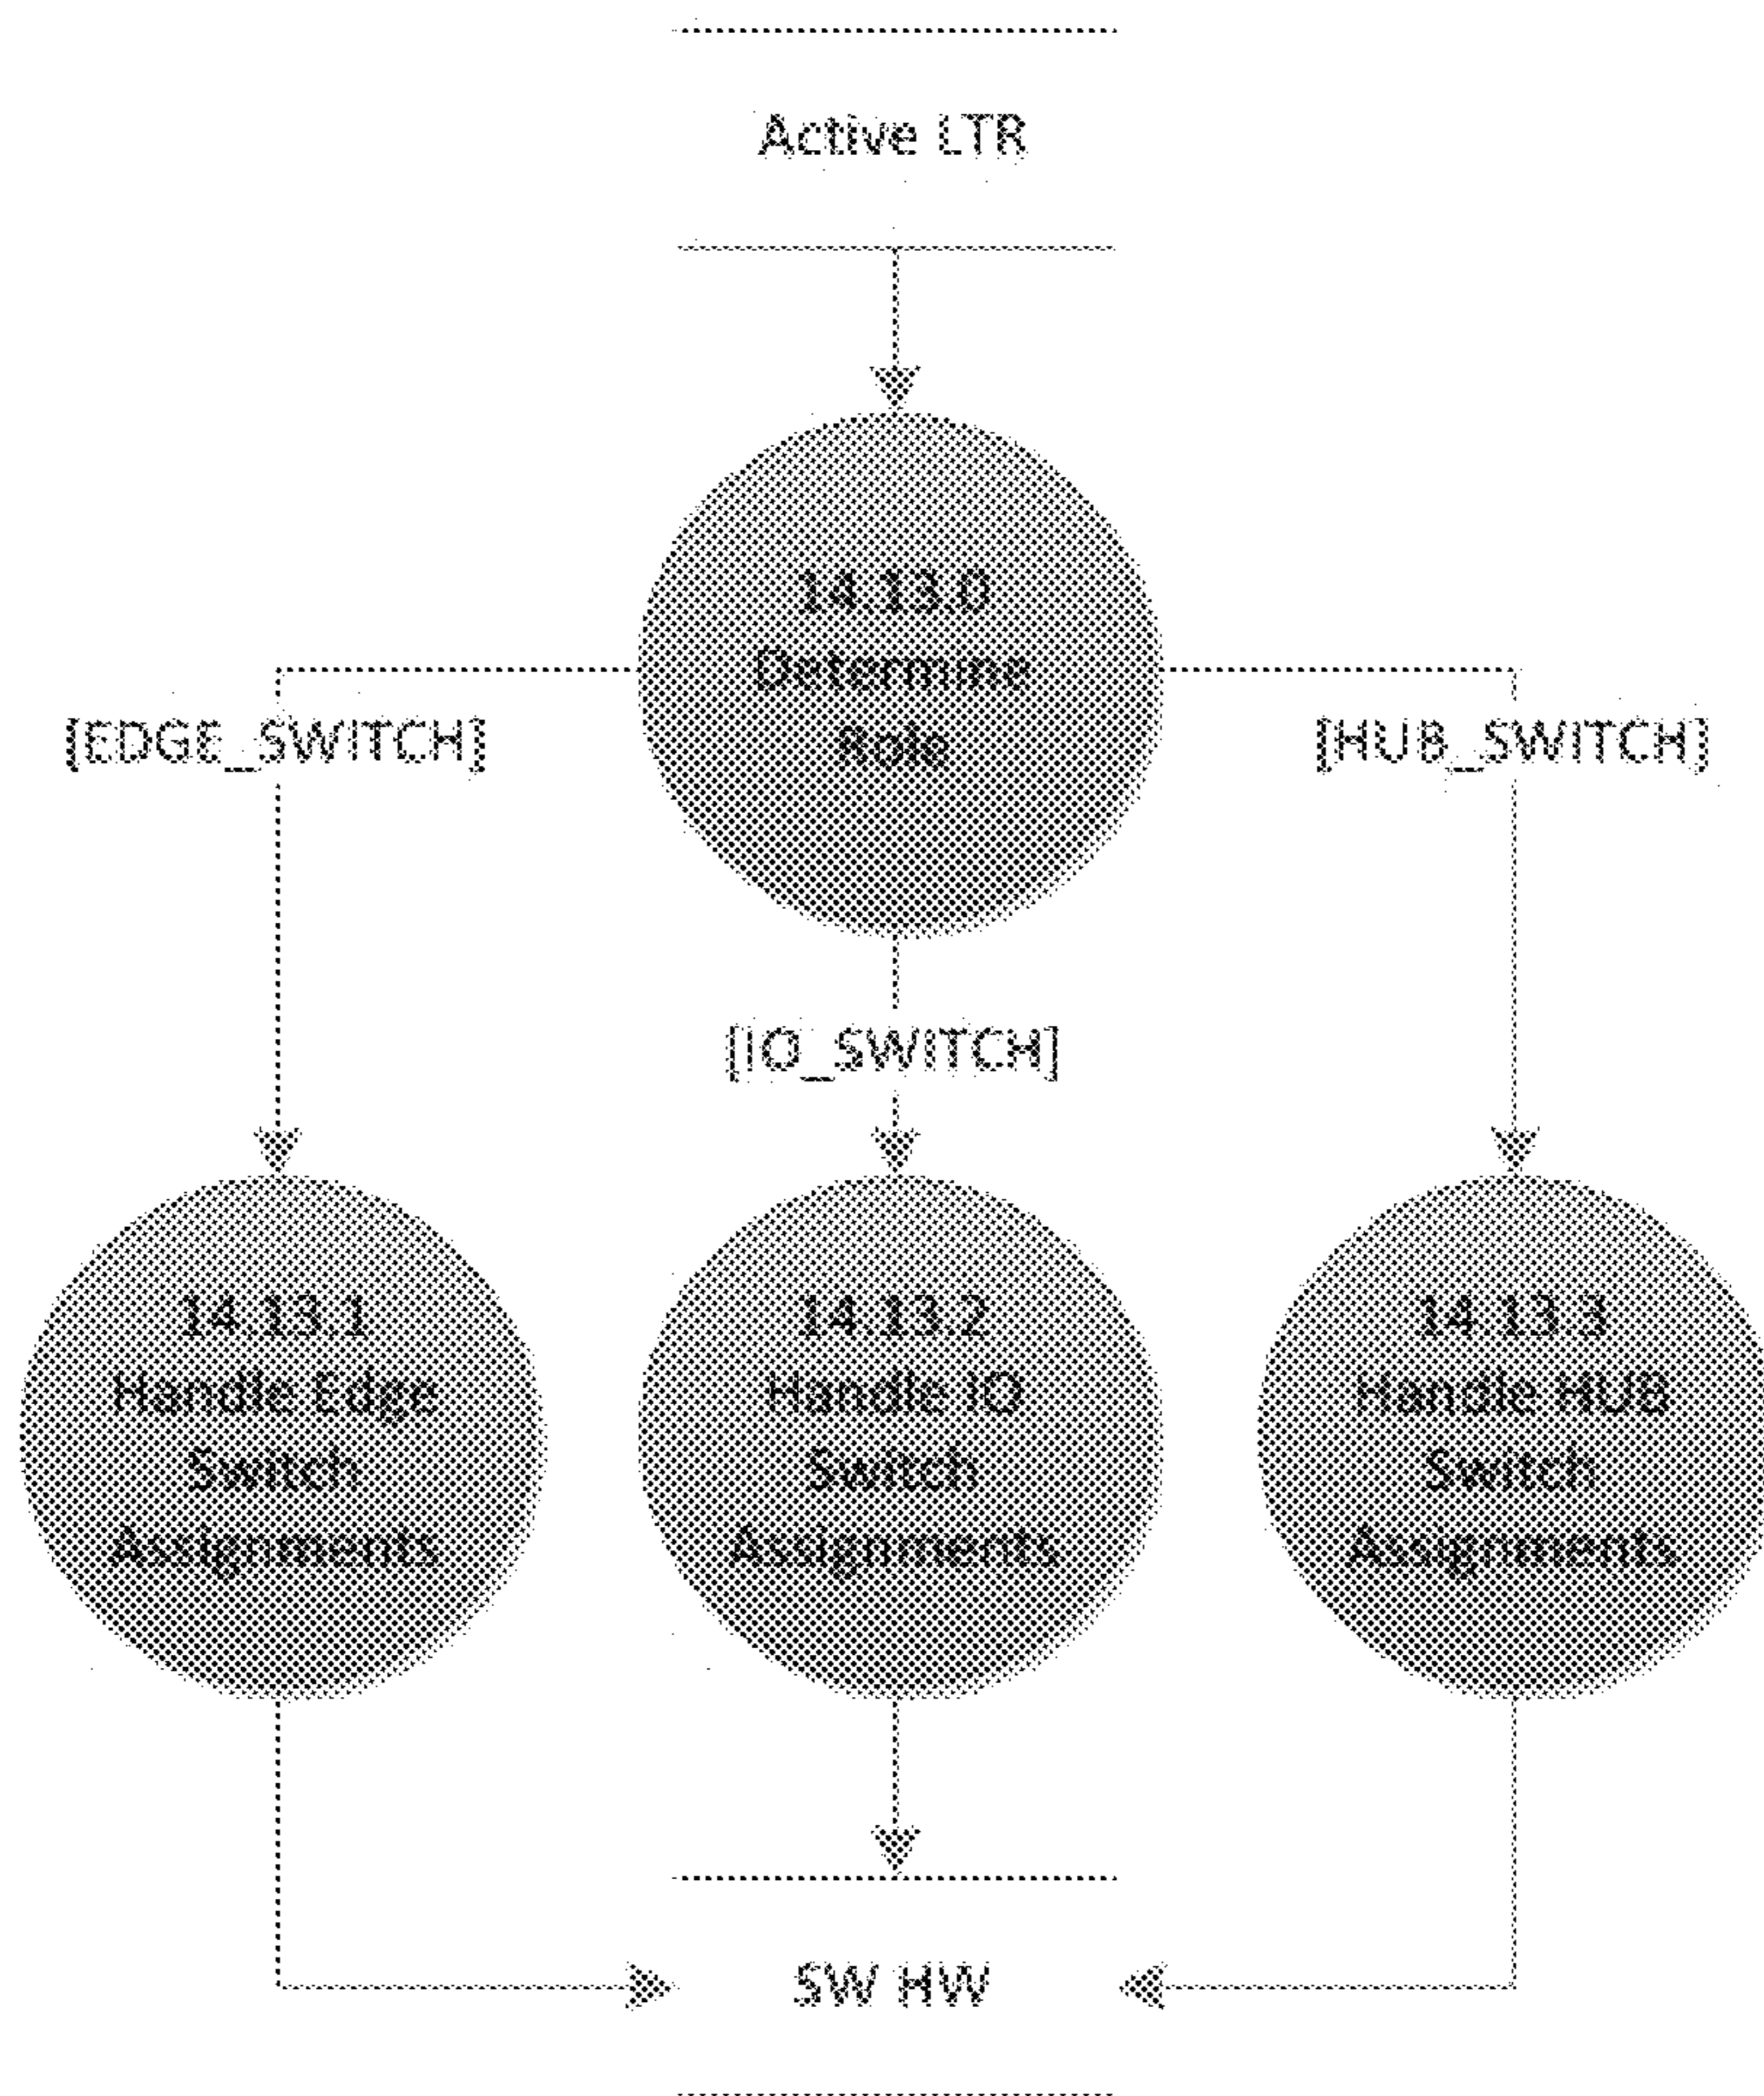 Active LTR
14.13.0
Determine
Role
[EDGE_SWITCH]
[HUB_SWITCH]
[IO_SWITCH]
14.13.1
Handle Edge
Switch
Assignments
14.13.2
Handle IO
Switch
Assignments
14.13.3
Handle HUB
Switch
Assignments
SW HW